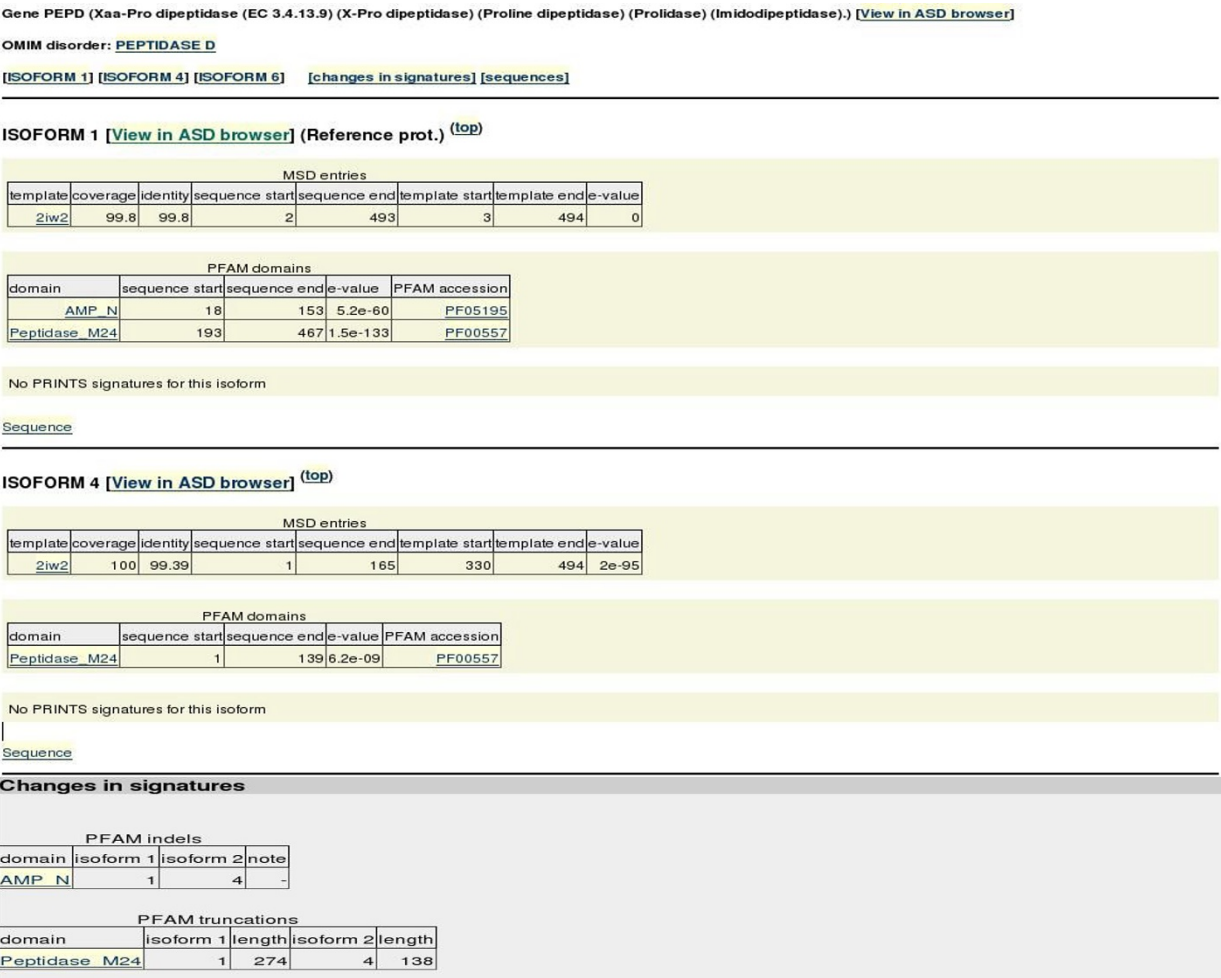 Gene PEPD (Xaa-Pro dipeptidase (EC 3.4.13.9) (X-Pro dipeptidase) (Proline dipeptidase) (Prolidase) (Imidodipeptidase).) [View in ASD browser]
OMIM disorder: PEPTIDASE D
[ISOFORM 1] [ISOFORM 4] [ISOFORM 6] [changes in signatures] [sequences]
ISOFORM 1 [View in ASD browser] (Reference prot.) (top)
MSD entries
template coverage identity sequence start sequence end template start template end e-value
2iw2 99.8 99.8 2 493 3 494 0
PFAM domains
domain sequence start sequence end e-value PFAM accession
AMP_N 18 153 5.2e-60 PF05195
Peptidase_M24 193 467 1.5e-133 PF00557
No PRINTS signatures for this isoform
Sequence
ISOFORM 4 [View in ASD browser] (top)
MSD entries
template coverage identity sequence start sequence end template start template end e-value
2iw2 100 99.39 1 165 330 494 2e-95
PFAM domains
domain sequence start sequence end e-value PFAM accession
Peptidase_M24 1 139 6.2e-09 PF00557
No PRINTS signatures for this isoform
Sequence
Changes in signatures
PFAM indels
domain isoform 1 isoform 2 note
AMP_N 1 4 -
PFAM truncations
domain isoform 1 length isoform 2 length
Peptidase_M24 1 274 4 138